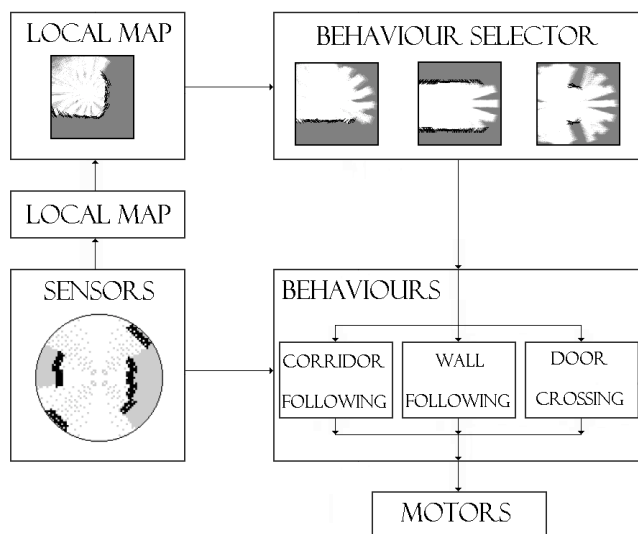 LOCAL MAP
BEHAVIOUR SELECTOR
LOCAL MAP
SENSORS
BEHAVIOURS
CORRIDOR
FOLLOWING
WALL
FOLLOWING
DOOR
CROSSING
MOTORS